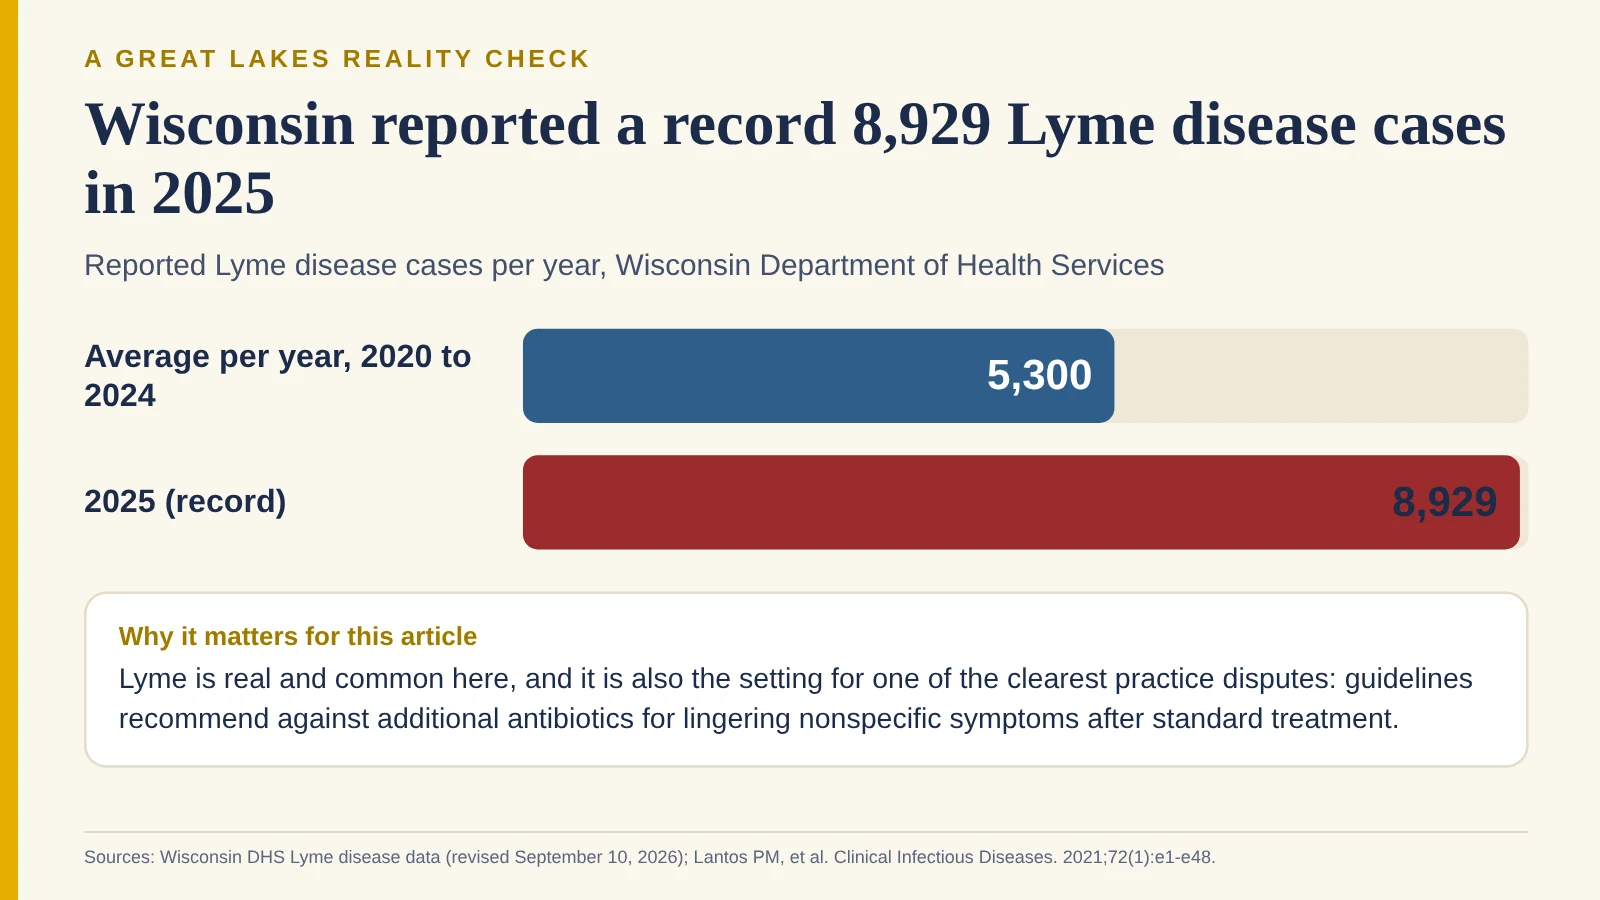 A GREAT LAKES REALITY CHECK
Wisconsin reported a record 8,929 Lyme disease cases
in 2025
Reported Lyme disease cases per year, Wisconsin Department of Health Services
Average per year, 2020 to
2024
5,300
2025 (record)
8,929
Why it matters for this article
Lyme is real and common here, and it is also the setting for one of the clearest practice disputes: guidelines
recommend against additional antibiotics for lingering nonspecific symptoms after standard treatment.
Sources: Wisconsin DHS Lyme disease data (revised September 10, 2026); Lantos PM, et al. Clinical Infectious Diseases. 2021;72(1):e1-e48.